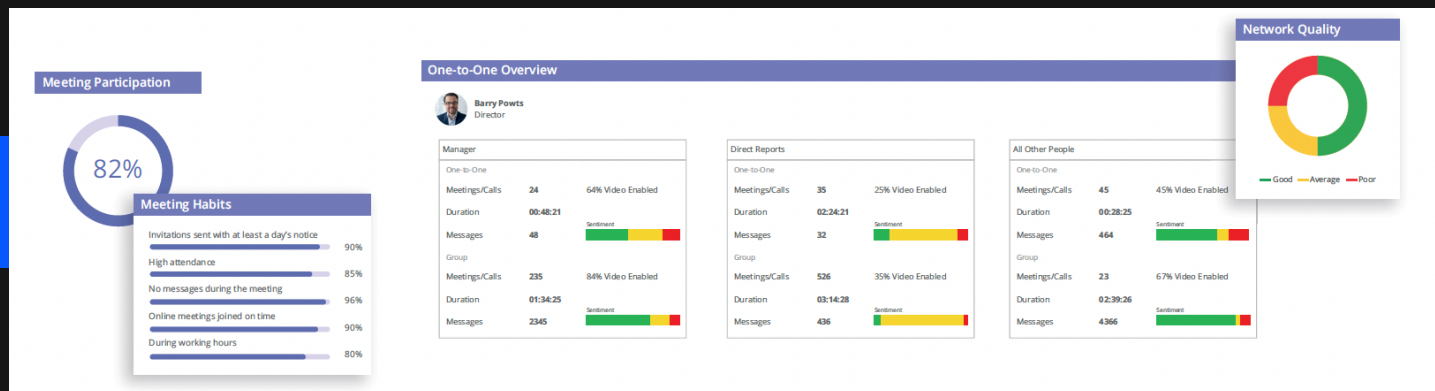 Meeting Participation
82%
Meeting Habits
Invitations sent with at least a day's notice
90%
High attendance
85%
No messages during the meeting
96%
Online meetings joined on time
90%
During working hours
80%
One-to-One Overview
Barry Powts
Director
Manager
One-to-One
Meetings/Calls 24 64% Video Enabled
Duration 00:48:21
Sentiment
Messages 48
Group
Meetings/Calls 235 84% Video Enabled
Duration 01:34:25
Sentiment
Messages 2345
Direct Reports
One-to-One
Meetings/Calls 35 25% Video Enabled
Duration 02:24:21
Sentiment
Messages 32
Group
Meetings/Calls 526 35% Video Enabled
Duration 03:14:28
Sentiment
Messages 436
All Other People
One-to-One
Meetings/Calls 45 45% Video Enabled
Duration 00:28:25
Sentiment
Messages 464
Group
Meetings/Calls 23 67% Video Enabled
Duration 02:39:26
Sentiment
Messages 4366
Network Quality
Good Average Poor